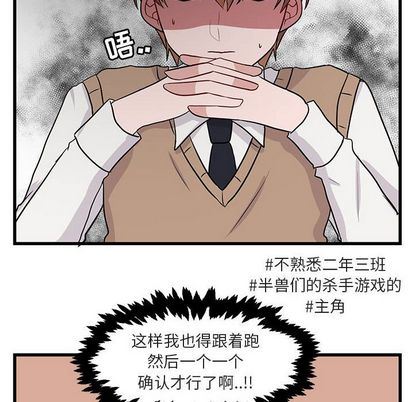 唔..
#不熟悉二年三班
#半兽们的杀手游戏的
#主角
这样我也得跟着跑
然后一个一个
确认才行了啊..!!